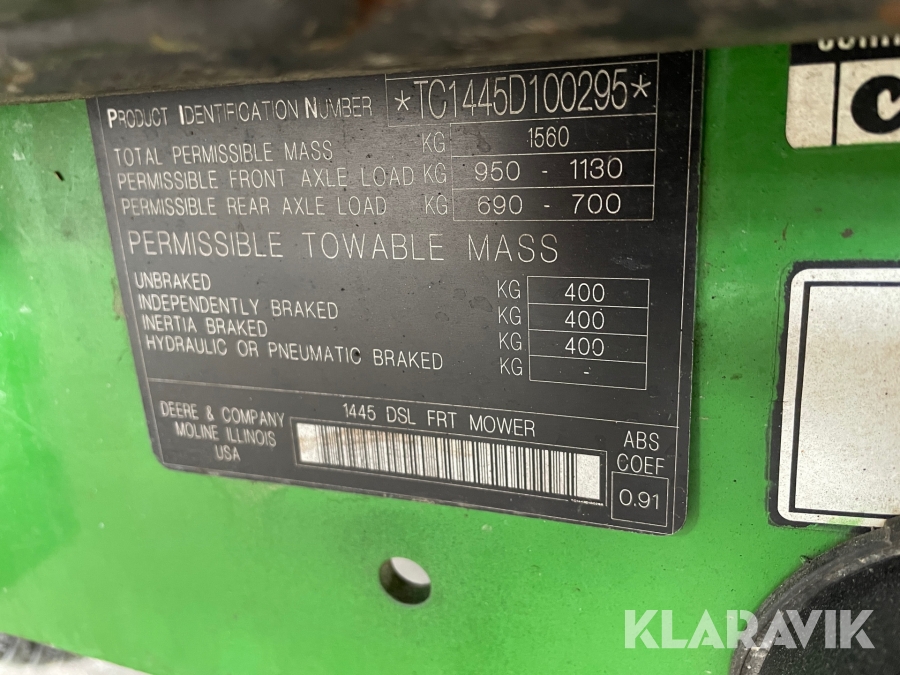 PRODUCT IDENTIFICATION NUMBER *TC1445D100295*
TOTAL PERMISSIBLE MASS KG 1560
PERMISSIBLE FRONT AXLE LOAD KG 950 - 1130
PERMISSIBLE REAR AXLE LOAD KG 690 - 700
PERMISSIBLE TOWABLE MASS
UNBRAKED KG 400
INDEPENDENTLY BRAKED KG 400
INERTIA BRAKED KG 400
HYDRAULIC OR PNEUMATIC BRAKED KG -
DEERE & COMPANY
MOLINE ILLINOIS
USA
1445 DSL FRT MOWER
ABS
COEF
0.91
KLARAVIK